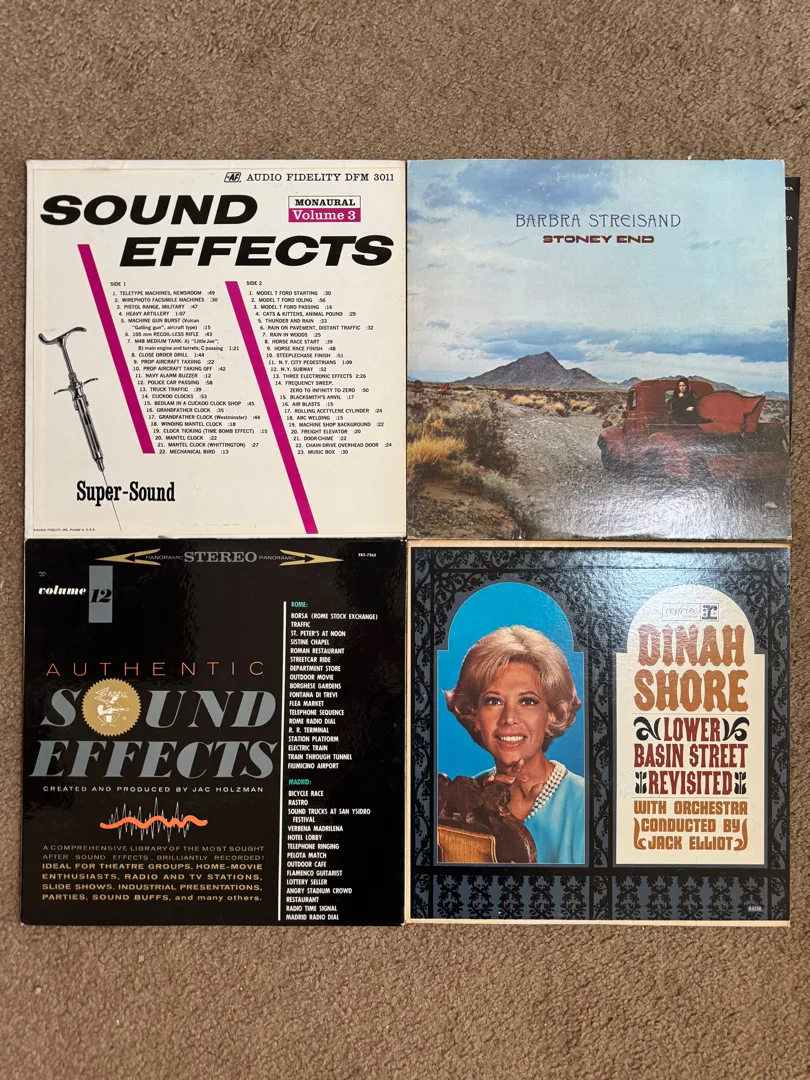 AF AUDIO FIDELITY DFM 3011
SOUND
MONAURAL
Volume 3
EFFECTS
SIDE 1
1. TELETYPE MACHINES, NEWSROOM :49
2. WIREPHOTO FACSIMILE MACHINES :30
3. PISTOL RANGE, MILITARY :47
4. HEAVY ARTILLERY 1:07
5. MACHINE GUN BURST (Vulcan
"Gatling gun", aircraft type) :15
6. 105 mm RECOIL-LESS RIFLE :43
7. M48 MEDIUM TANK: A) "Little Joe";
B) main engine and turrets; C passing 1:21
8. CLOSE ORDER DRILL 1:44
9. PROP AIRCRAFT TAXIING :22
10. PROP AIRCRAFT TAKING OFF :42
11. NAVY ALARM BUZZER :12
12. POLICE CAR PASSING :58
13. TRUCK TRAFFIC :39
14. CUCKOO CLOCKS :53
15. BEDLAM IN A CUCKOO CLOCK SHOP :45
16. GRANDFATHER CLOCK :35
17. GRANDFATHER CLOCK (Westminster) :44
18. WINDING MANTEL CLOCK :18
19. CLOCK TICKING (TIME BOMB EFFECT) :15
20. MANTEL CLOCK :22
21. MANTEL CLOCK (WHITTINGTON) :27
22. MECHANICAL BIRD :13
SIDE 2
1. MODEL T FORD STARTING :30
2. MODEL T FORD IDLING :56
3. MODEL T FORD PASSING :16
4. CATS & KITTENS, ANIMAL POUND :29
5. THUNDER AND RAIN :33
6. RAIN ON PAVEMENT, DISTANT TRAFFIC :32
7. RAIN IN WOODS :25
8. HORSE RACE START :39
9. HORSE RACE FINISH :48
10. STEEPLECHASE FINISH :51
11. N.Y. CITY PEDESTRIANS 1:09
12. N.Y. SUBWAY :52
13. THREE ELECTRONIC EFFECTS 2:26
14. FREQUENCY SWEEP,
ZERO TO INFINITY TO ZERO :50
15. BLACKSMITH'S ANVIL :17
16. AIR BLASTS :15
17. ROLLING ACETYLENE CYLINDER :24
18. ARC WELDING :15
19. MACHINE SHOP BACKGROUND :22
20. FREIGHT ELEVATOR :20
21. DOOR CHIME :22
22. CHAIN-DRIVE OVERHEAD DOOR :24
23. MUSIC BOX :30
Super-Sound
BARBRA STREISAND
STONEY END
PANORAMIC STEREO PANORAMIC
EKS-7262
volume 12
AUTHENTIC
SOUND
EFFECTS
CREATED AND PRODUCED BY JAC HOLZMAN
A COMPREHENSIVE LIBRARY OF THE MOST SOUGHT
AFTER SOUND EFFECTS, BRILLIANTLY RECORDED!
IDEAL FOR THEATRE GROUPS, HOME-MOVIE
ENTHUSIASTS, RADIO AND TV STATIONS,
SLIDE SHOWS, INDUSTRIAL PRESENTATIONS,
PARTIES, SOUND BUFFS, and many others.
ROME:
BORSA (ROME STOCK EXCHANGE)
TRAFFIC
ST. PETER'S AT NOON
SISTINE CHAPEL
ROMAN RESTAURANT
STREETCAR RIDE
DEPARTMENT STORE
OUTDOOR MOVIE
BORGHESE GARDENS
FONTANA DI TREVI
FLEA MARKET
TELEPHONE SEQUENCE
ROME RADIO DIAL
R. R. TERMINAL
STATION PLATFORM
ELECTRIC TRAIN
TRAIN THROUGH TUNNEL
FIUMICINO AIRPORT
MADRID:
BICYCLE RACE
RASTRO
SOUND TRUCKS AT SAN YSIDRO
FESTIVAL
VERBENA MADRILENA
HOTEL LOBBY
TELEPHONE RINGING
PELOTA MATCH
OUTDOOR CAFE
FLAMENCO GUITARIST
LOTTERY SELLER
ANGRY STADIUM CROWD
RESTAURANT
RADIO TIME SIGNAL
MADRID RADIO DIAL
reprise
DINAH
SHORE
LOWER
BASIN STREET
REVISITED
WITH ORCHESTRA
CONDUCTED BY
JACK ELLIOT